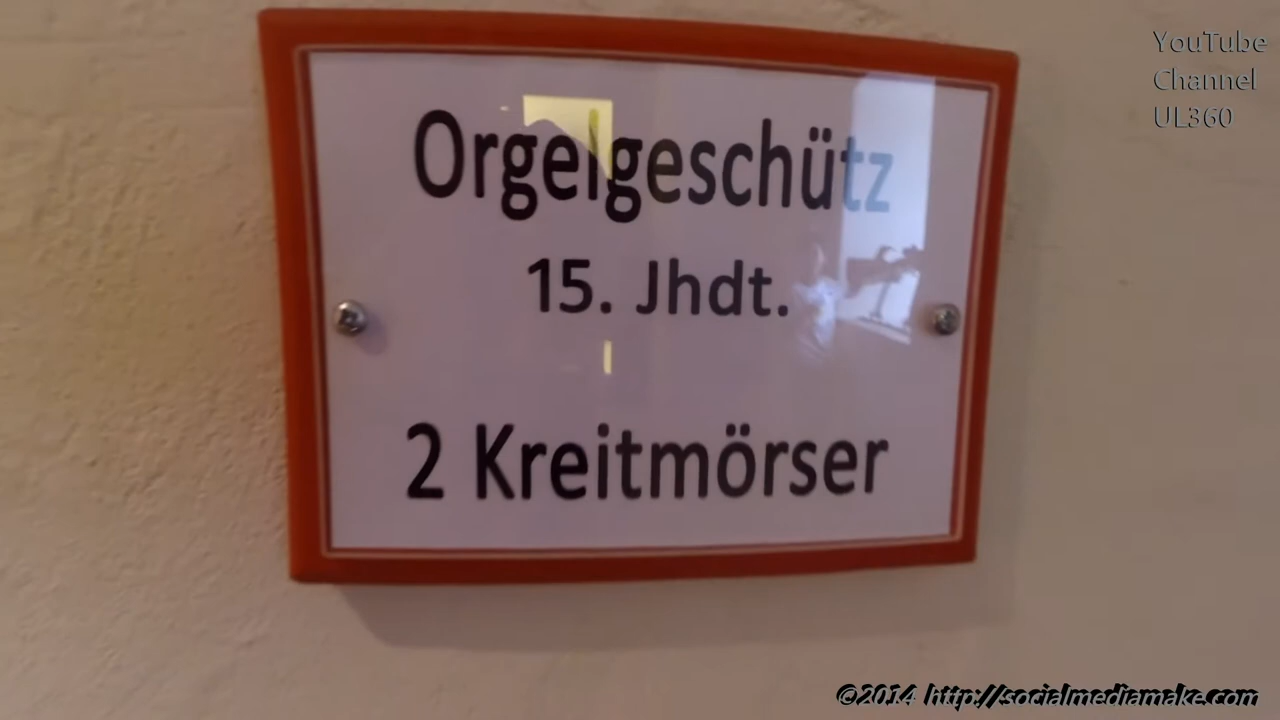 YouTube
Channel
UL360
Orgelgeschütz
15. Jhdt.
2 Kreitmörser
©2014 http://socialmediamake.com